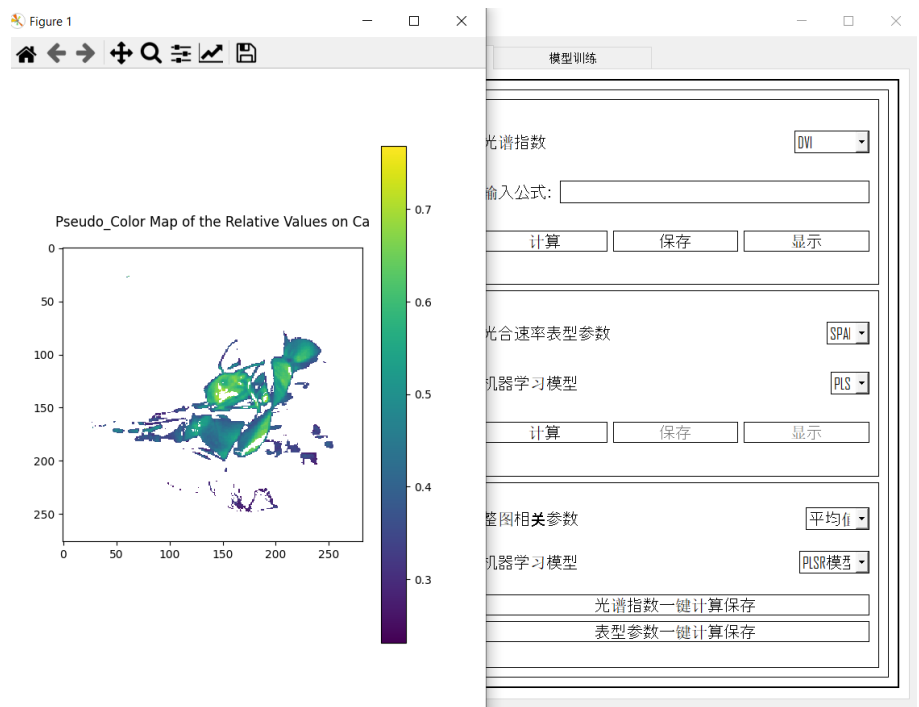 Figure 1
模型训练
Pseudo_Color Map of the Relative Values on Ca
0
50
100
150
200
250
0 50 100 150 200 250
0.7
0.6
0.5
0.4
0.3
光谱指数 DVI
输入公式:
计算 保存 显示
光合速率表型参数 SPA
机器学习模型 PLS
计算 保存 显示
整图相关参数 平均值
机器学习模型 PLSR模型
光谱指数一键计算保存
表型参数一键计算保存